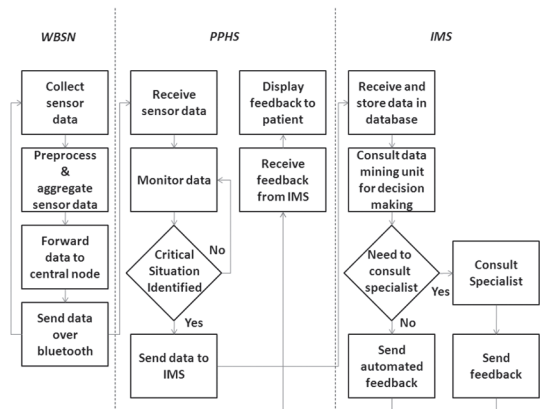 WBSN
PPHS
IMS
Collect
sensor
data
Preprocess
&
aggregate
sensor data
Forward
data to
central node
Send data
over
bluetooth
Receive
sensor data
Monitor data
No
Critical
Situation
Identified
Yes
Send data to
IMS
Display
feedback to
patient
Receive
feedback
from IMS
Receive and
store data in
database
Consult data
mining unit
for decision
making
Need to
consult
specialist
Yes
No
Send
automated
feedback
Consult
Specialist
Send
feedback